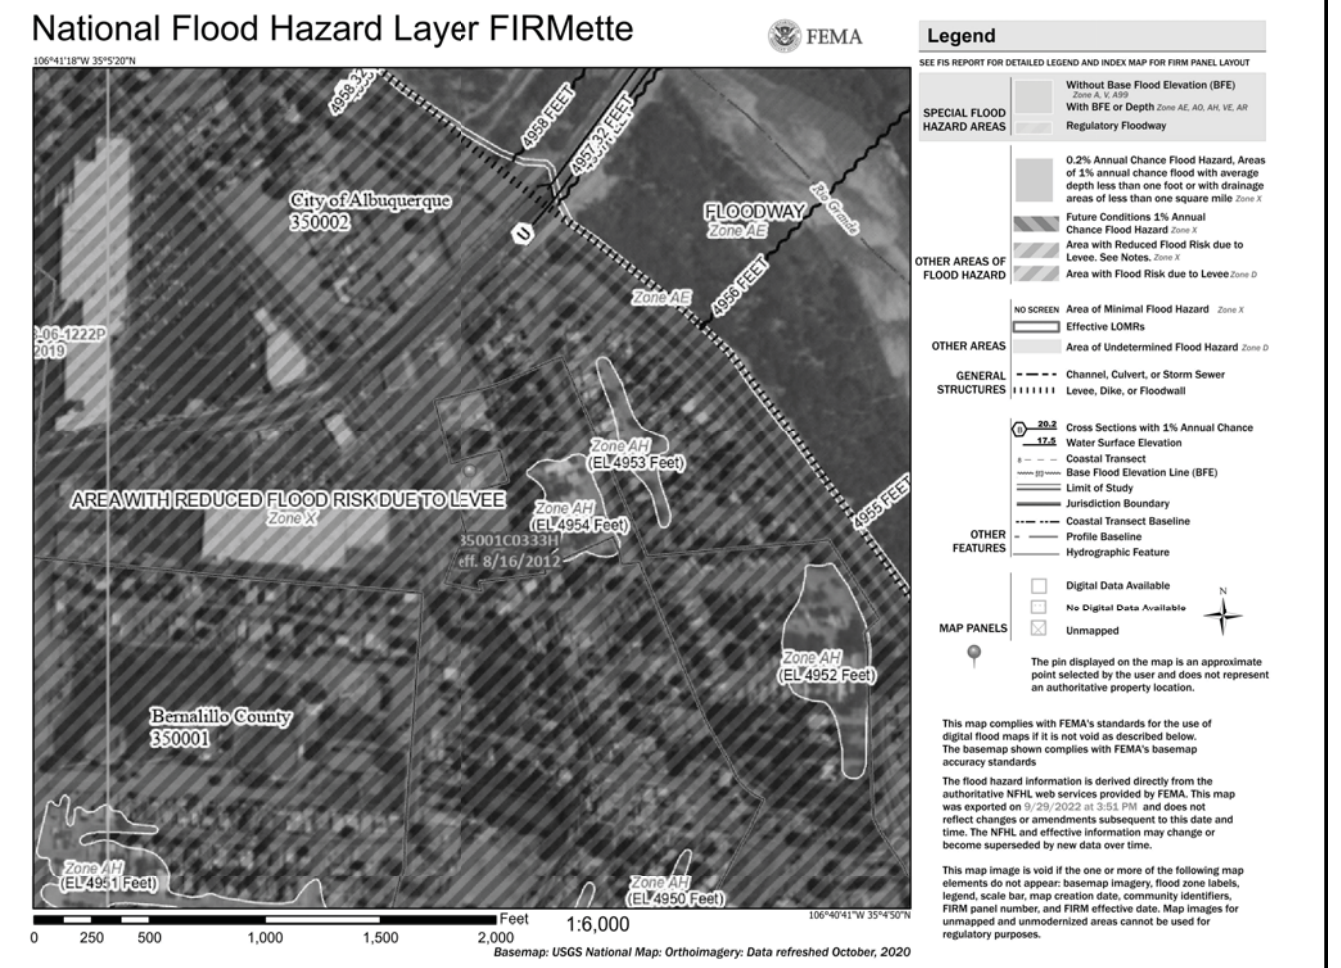 National Flood Hazard Layer FIRMette
FEMA
106°41'18"W 35°5'20"N
4958 FEET
4957.32 FEET
City of Albuquerque
350002
U
FLOODWAY
Zone AE
Rio Grande
Zone AE
4956 FEET
-06-1222P
2019
Zone AH
(EL 4953 Feet)
AREA WITH REDUCED FLOOD RISK DUE TO LEVEE
Zone X
Zone AH
(EL 4954 Feet)
4955 FEET
35001C0333H
eff. 8/16/2012
Zone AH
(EL 4952 Feet)
Bernalillo County
350001
Zone AH
(EL 4951 Feet)
Zone AH
(EL 4950 Feet)
106°40'41"W 35°4'50"N
Feet
1:6,000
0 250 500 1,000 1,500 2,000
Basemap: USGS National Map: Orthoimagery: Data refreshed October, 2020
Legend
SEE FIS REPORT FOR DETAILED LEGEND AND INDEX MAP FOR FIRM PANEL LAYOUT
SPECIAL FLOOD
HAZARD AREAS
Without Base Flood Elevation (BFE)
Zone A, V, A99
With BFE or Depth Zone AE, AO, AH, VE, AR
Regulatory Floodway
0.2% Annual Chance Flood Hazard, Areas
of 1% annual chance flood with average
depth less than one foot or with drainage
areas of less than one square mile Zone X
Future Conditions 1% Annual
Chance Flood Hazard Zone X
Area with Reduced Flood Risk due to
Levee. See Notes. Zone X
Area with Flood Risk due to Levee Zone D
OTHER AREAS OF
FLOOD HAZARD
NO SCREEN Area of Minimal Flood Hazard Zone X
Effective LOMRs
Area of Undetermined Flood Hazard Zone D
OTHER AREAS
GENERAL
STRUCTURES
Channel, Culvert, or Storm Sewer
Levee, Dike, or Floodwall
B 20.2 Cross Sections with 1% Annual Chance
17.5 Water Surface Elevation
8 Coastal Transect
513 Base Flood Elevation Line (BFE)
Limit of Study
Jurisdiction Boundary
Coastal Transect Baseline
Profile Baseline
Hydrographic Feature
OTHER
FEATURES
Digital Data Available
No Digital Data Available
Unmapped
MAP PANELS
N
The pin displayed on the map is an approximate
point selected by the user and does not represent
an authoritative property location.
This map complies with FEMA's standards for the use of
digital flood maps if it is not void as described below.
The basemap shown complies with FEMA's basemap
accuracy standards
The flood hazard information is derived directly from the
authoritative NFHL web services provided by FEMA. This map
was exported on 9/29/2022 at 3:51 PM and does not
reflect changes or amendments subsequent to this date and
time. The NFHL and effective information may change or
become superseded by new data over time.
This map image is void if the one or more of the following map
elements do not appear: basemap imagery, flood zone labels,
legend, scale bar, map creation date, community identifiers,
FIRM panel number, and FIRM effective date. Map images for
unmapped and unmodernized areas cannot be used for
regulatory purposes.